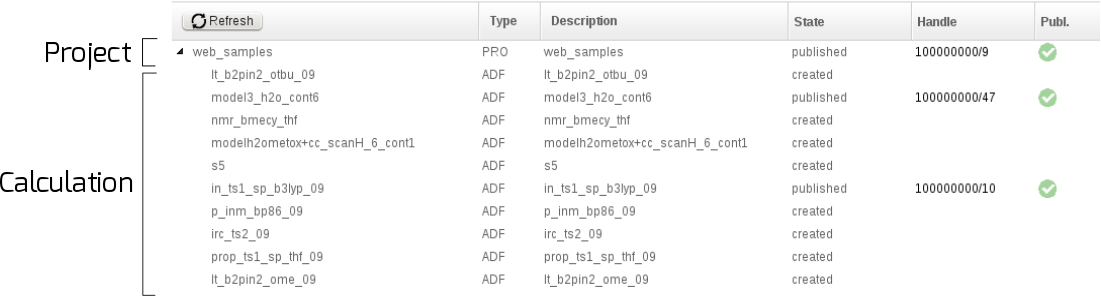 Refresh Type Description State Handle Publ.
Project web_samples PRO web_samples published 100000000/9
lt_b2pin2_otbu_09 ADF lt_b2pin2_otbu_09 created
model3_h2o_cont6 ADF model3_h2o_cont6 published 100000000/47
nmr_bmecy_thf ADF nmr_bmecy_thf created
modelh2ometox+cc_scanH_6_cont1 ADF modelh2ometox+cc_scanH_6_cont1 created
s5 ADF s5 created
Calculation in_ts1_sp_b3lyp_09 ADF in_ts1_sp_b3lyp_09 published 100000000/10
p_inm_bp86_09 ADF p_inm_bp86_09 created
irc_ts2_09 ADF irc_ts2_09 created
prop_ts1_sp_thf_09 ADF prop_ts1_sp_thf_09 created
lt_b2pin2_ome_09 ADF lt_b2pin2_ome_09 created